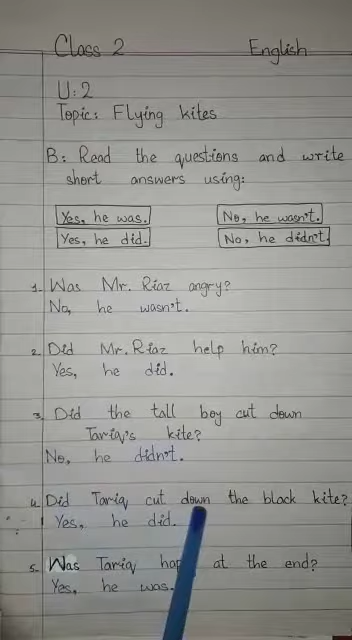 Class 2 English
U:2
Topic: Flying kites
B: Read the questions and write
short answers using:
Yes, he was. No, he wasn't.
Yes, he did. No, he didn't.
1. Was Mr. Riaz angry?
No, he wasn't.
2. Did Mr. Riaz help him?
Yes, he did.
3. Did the tall boy cut down
Tariq's kite?
No, he didn't.
4. Did Tariq cut down the black kite?
Yes, he did.
5. Was Tariq at the end?
Yes, he was.